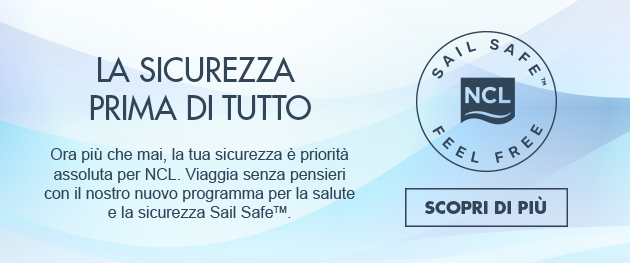 LA SICUREZZA
PRIMA DI TUTTO
Ora più che mai, la tua sicurezza è priorità
assoluta per NCL. Viaggia senza pensieri
con il nostro nuovo programma per la salute
e la sicurezza Sail Safe™.
SAIL SAFE™
NCL
FEEL FREE
SCOPRI DI PIÙ